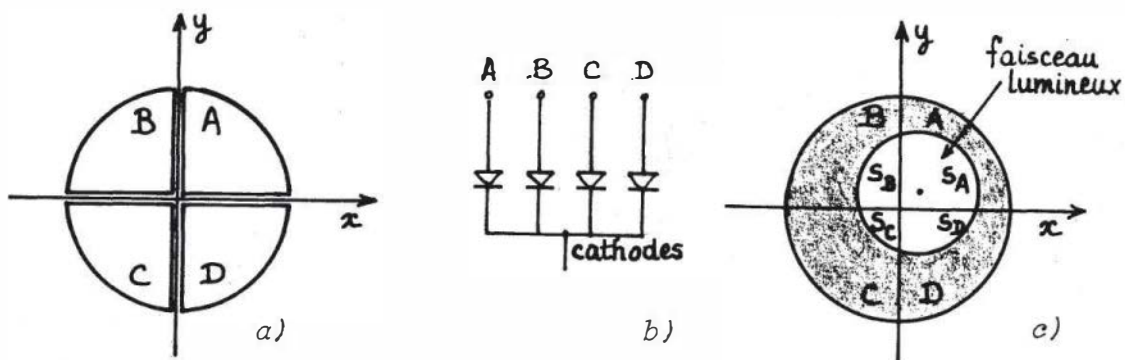 y
B A
x
C D
a)
A B C D
cathodes
b)
y
faisceau
lumineux
B A
S_B S_A
S_C S_D
x
C D
c)